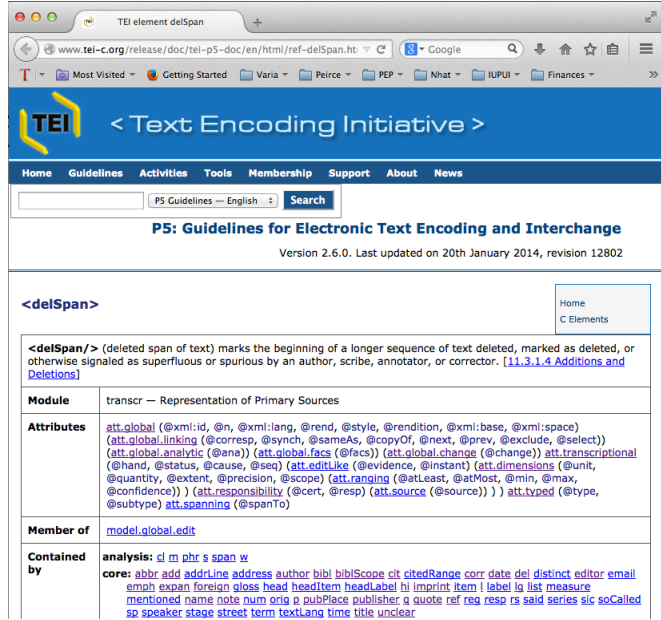 TEI element delSpan
www.tei-c.org/release/doc/tei-p5-doc/en/html/ref-delSpan.ht
Google
Most Visited
Getting Started
Varia
Peirce
PEP
Nhat
IUPUI
Finances
TEI
< Text Encoding Initiative >
Home Guidelines Activities Tools Membership Support About News
P5 Guidelines — English
Search
P5: Guidelines for Electronic Text Encoding and Interchange
Version 2.6.0. Last updated on 20th January 2014, revision 12802
<delSpan>
Home
C Elements
<delSpan/> (deleted span of text) marks the beginning of a longer sequence of text deleted, marked as deleted, or
otherwise signaled as superfluous or spurious by an author, scribe, annotator, or corrector. [11.3.1.4 Additions and
Deletions]
Module transcr — Representation of Primary Sources
Attributes att.global (@xml:id, @n, @xml:lang, @rend, @style, @rendition, @xml:base, @xml:space)
(att.global.linking (@corresp, @synch, @sameAs, @copyOf, @next, @prev, @exclude, @select))
(att.global.analytic (@ana)) (att.global.facs (@facs)) (att.global.change (@change)) att.transcriptional
(@hand, @status, @cause, @seq) (att.editLike (@evidence, @instant) (att.dimensions (@unit,
@quantity, @extent, @precision, @scope) (att.ranging (@atLeast, @atMost, @min, @max,
@confidence)) ) (att.responsibility (@cert, @resp) (att.source (@source)) ) ) att.typed (@type,
@subtype) att.spanning (@spanTo)
Member of model.global.edit
Contained analysis: cl m phr s span w
by core: abbr add addrLine address author bibl biblScope cit citedRange corr date del distinct editor email
emph expan foreign gloss head headItem headLabel hi imprint item l label lg list measure
mentioned name note num orig p pubPlace publisher q quote ref reg resp rs said series sic soCalled
sp speaker stage street term textLang time title unclear